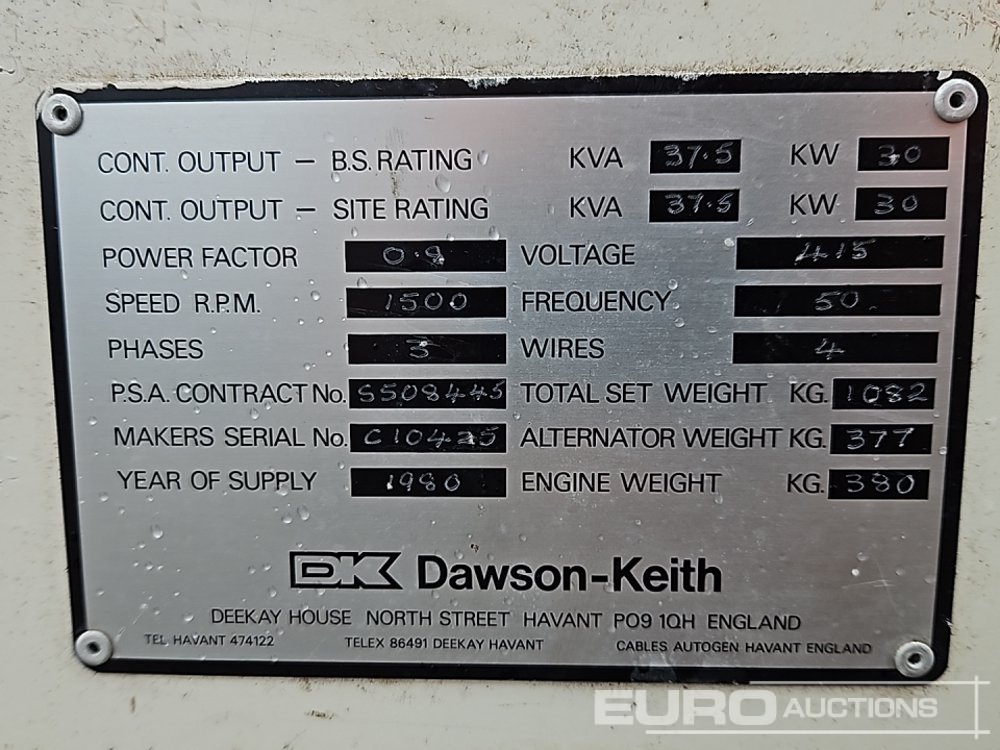 CONT. OUTPUT — B.S. RATING KVA 37.5 KW 30
CONT. OUTPUT — SITE RATING KVA 37.5 KW 30
POWER FACTOR 0.8 VOLTAGE 415
SPEED R.P.M. 1500 FREQUENCY 50
PHASES 3 WIRES 4
P.S.A. CONTRACT No. S508445 TOTAL SET WEIGHT KG. 1082
MAKERS SERIAL No. C10425 ALTERNATOR WEIGHT KG. 377
YEAR OF SUPPLY 1980 ENGINE WEIGHT KG. 380
DK Dawson-Keith
DEEKAY HOUSE NORTH STREET HAVANT PO9 1QH ENGLAND
TEL HAVANT 474122 TELEX 86491 DEEKAY HAVANT CABLES AUTOGEN HAVANT ENGLAND
EURO AUCTIONS